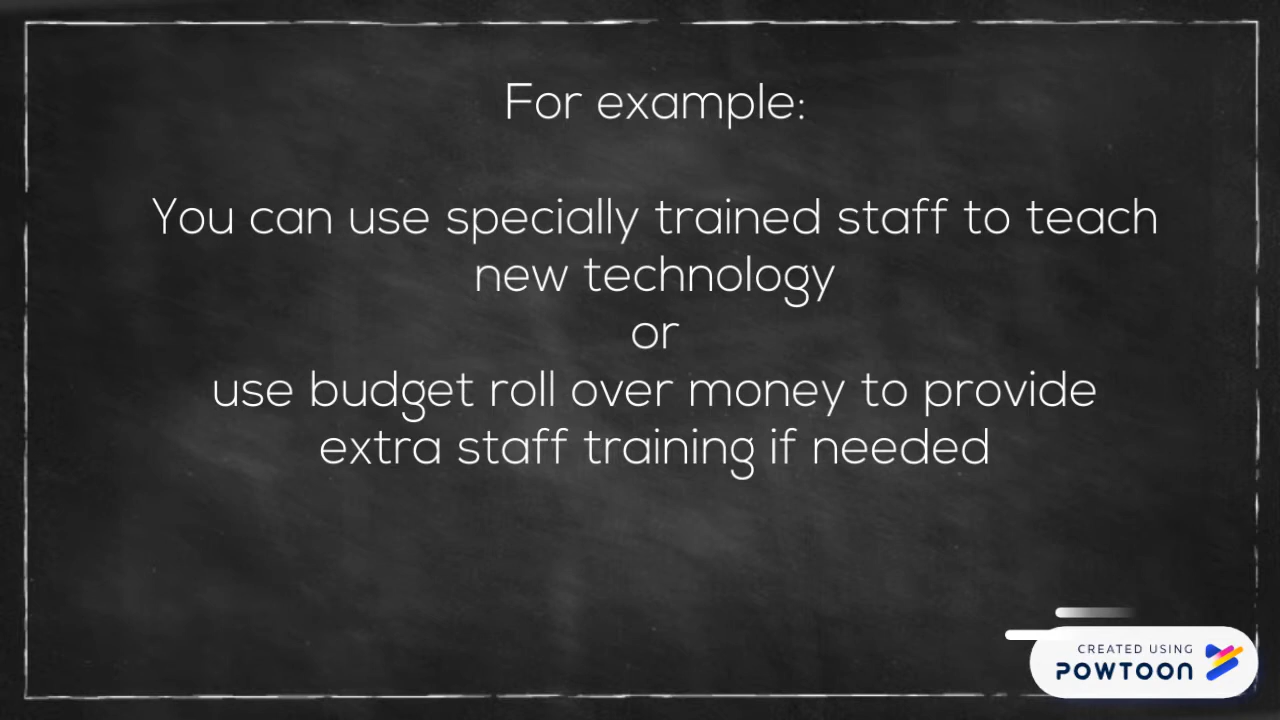 For example:
You can use specially trained staff to teach
new technology
or
use budget roll over money to provide
extra staff training if needed
CREATED USING
POWTOON